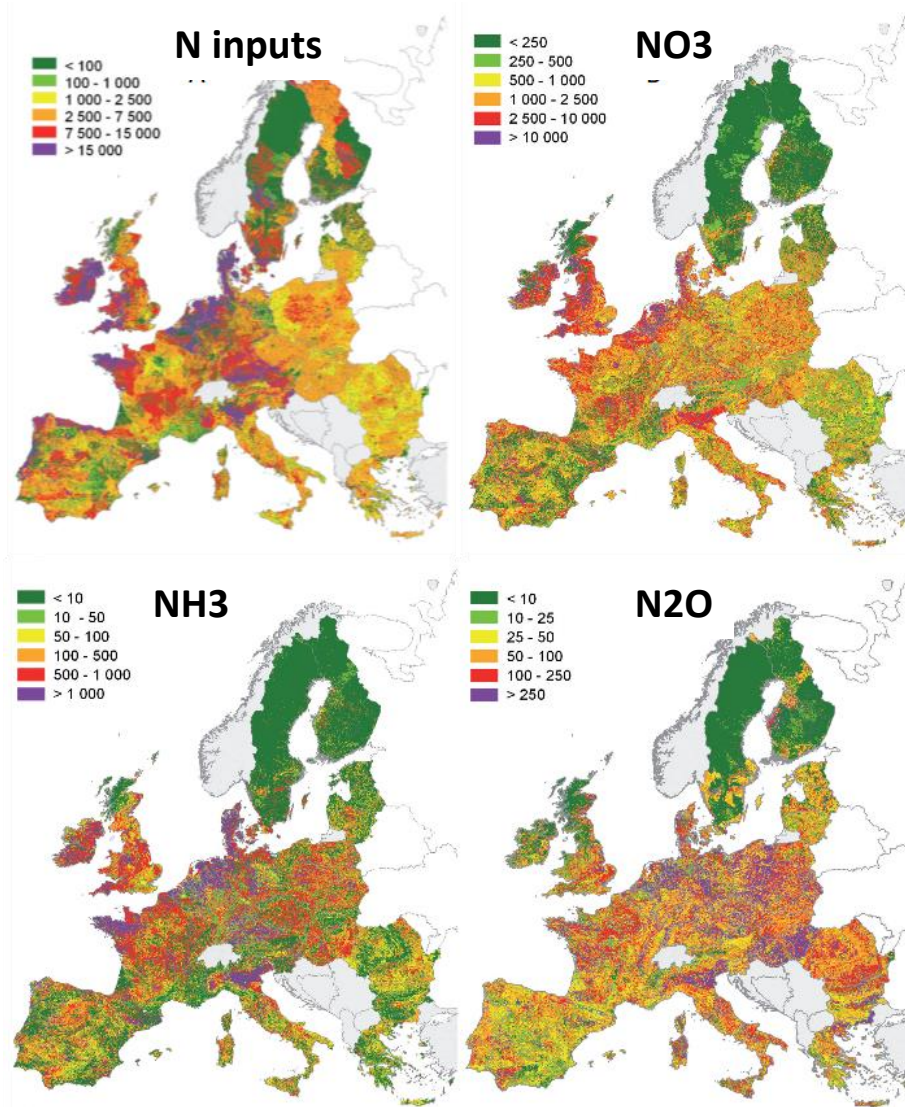 N inputs
< 100
100 - 1 000
1 000 - 2 500
2 500 - 7 500
7 500 - 15 000
> 15 000
NO3
< 250
250 - 500
500 - 1 000
1 000 - 2 500
2 500 - 10 000
> 10 000
NH3
< 10
10 - 50
50 - 100
100 - 500
500 - 1 000
> 1 000
N2O
< 10
10 - 25
25 - 50
50 - 100
100 - 250
> 250